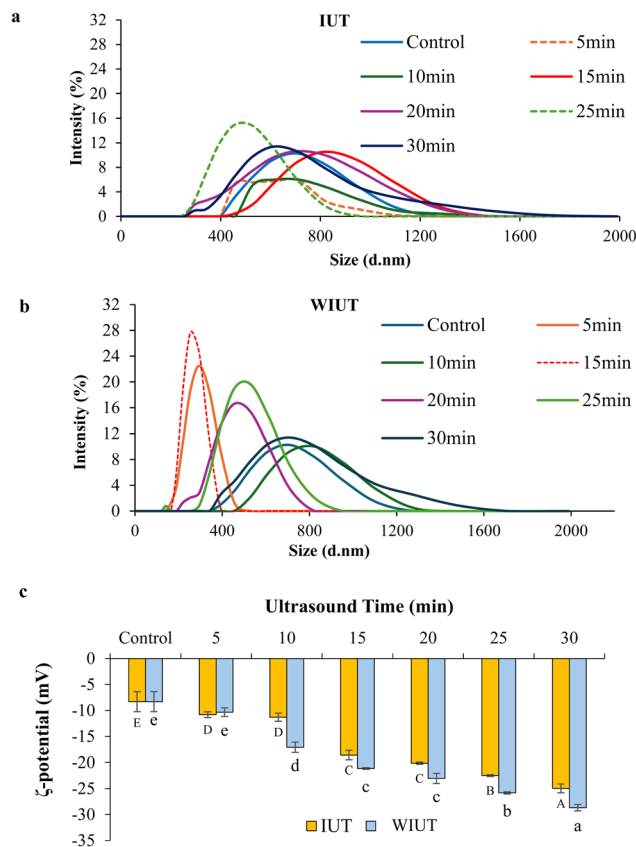 a
IUT
32
28
24
20
16
12
8
4
0
Intensity (%)
Control
5min
10min
15min
20min
25min
30min
0 400 800 1200 1600 2000
Size (d.nm)
b
WIUT
32
28
24
20
16
12
8
4
0
Intensity (%)
Control
5min
10min
15min
20min
25min
30min
0 400 800 1200 1600 2000
Size (d.nm)
c
Ultrasound Time (min)
Control 5 10 15 20 25 30
0
-5
-10
-15
-20
-25
-30
-35
ζ-potential (mV)
E e D e D d C c C c B b A a
IUT WIUT